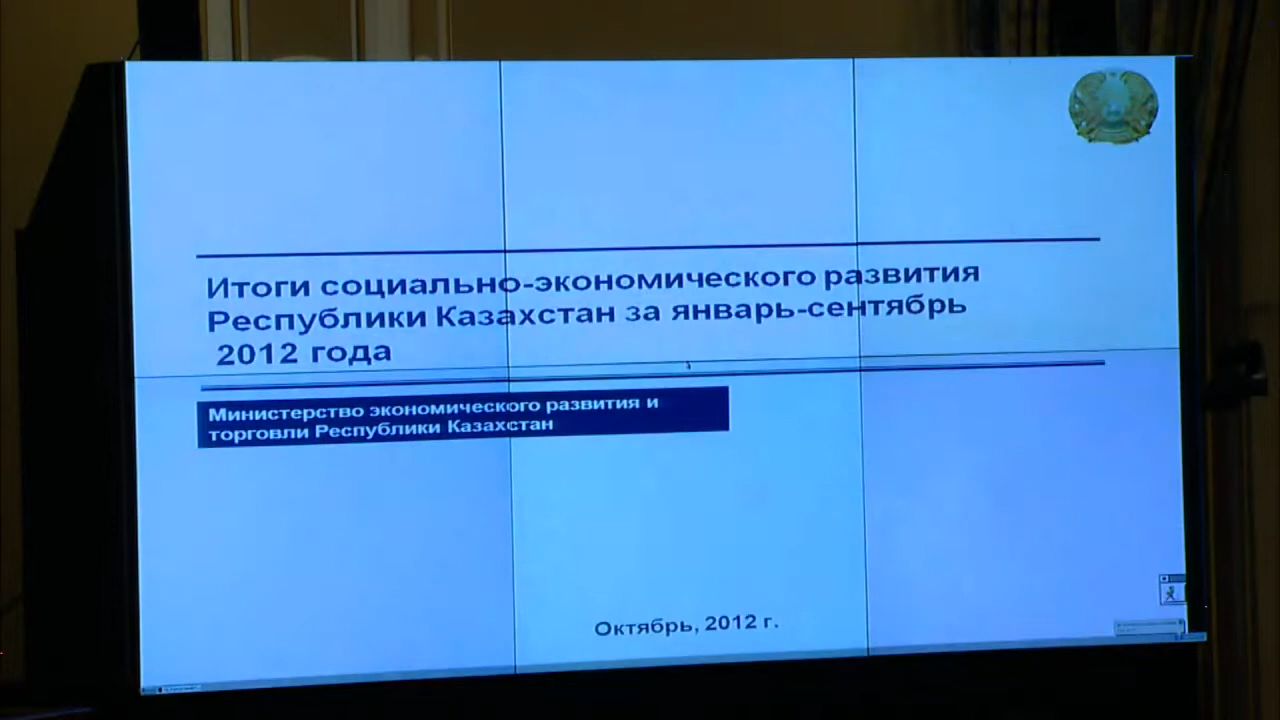 Итоги социально-экономического развития
Республики Казахстан за январь-сентябрь
2012 года
Министерство экономического развития и
торговли Республики Казахстан
Октябрь, 2012 г.